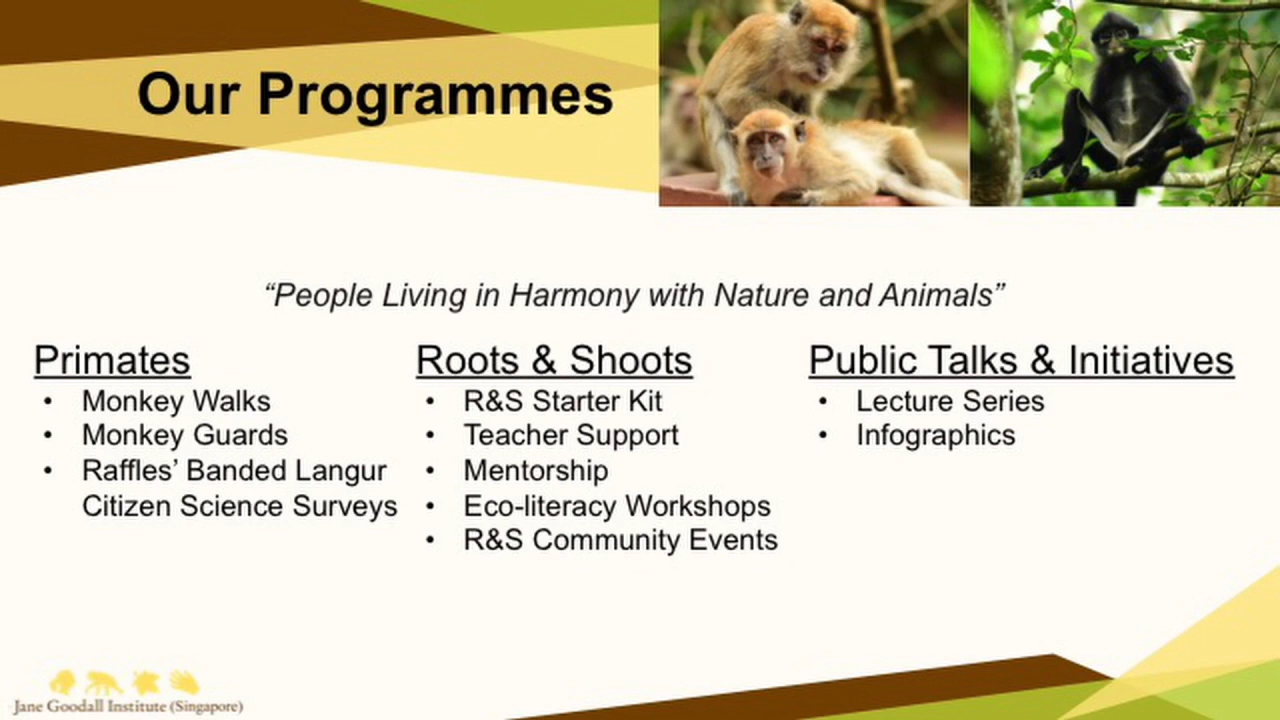 Our Programmes
“People Living in Harmony with Nature and Animals”
Primates
• Monkey Walks
• Monkey Guards
• Raffles’ Banded Langur
Citizen Science Surveys
Roots & Shoots
• R&S Starter Kit
• Teacher Support
• Mentorship
• Eco-literacy Workshops
• R&S Community Events
Public Talks & Initiatives
• Lecture Series
• Infographics
Jane Goodall Institute (Singapore)